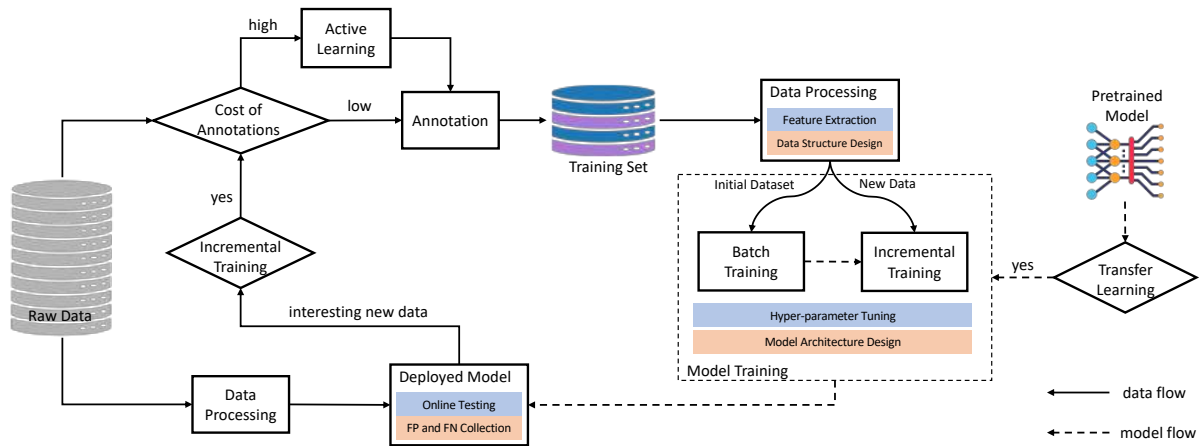 high
Active
Learning
Cost of
Annotations
low
Annotation
Training Set
Data Processing
Feature Extraction
Data Structure Design
Pretrained
Model
Initial Dataset
New Data
yes
Incremental
Training
Batch
Training
Incremental
Training
yes
Transfer
Learning
Raw Data
interesting new data
Hyper-parameter Tuning
Model Architecture Design
Model Training
Data
Processing
Deployed Model
Online Testing
FP and FN Collection
data flow
model flow